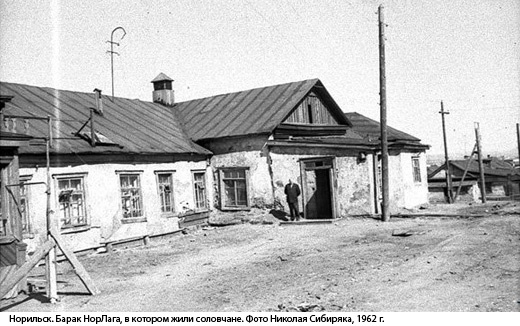 Норильск. Барак НорЛага, в котором жили соловчане. Фото Николая Сибиряка, 1962 г.